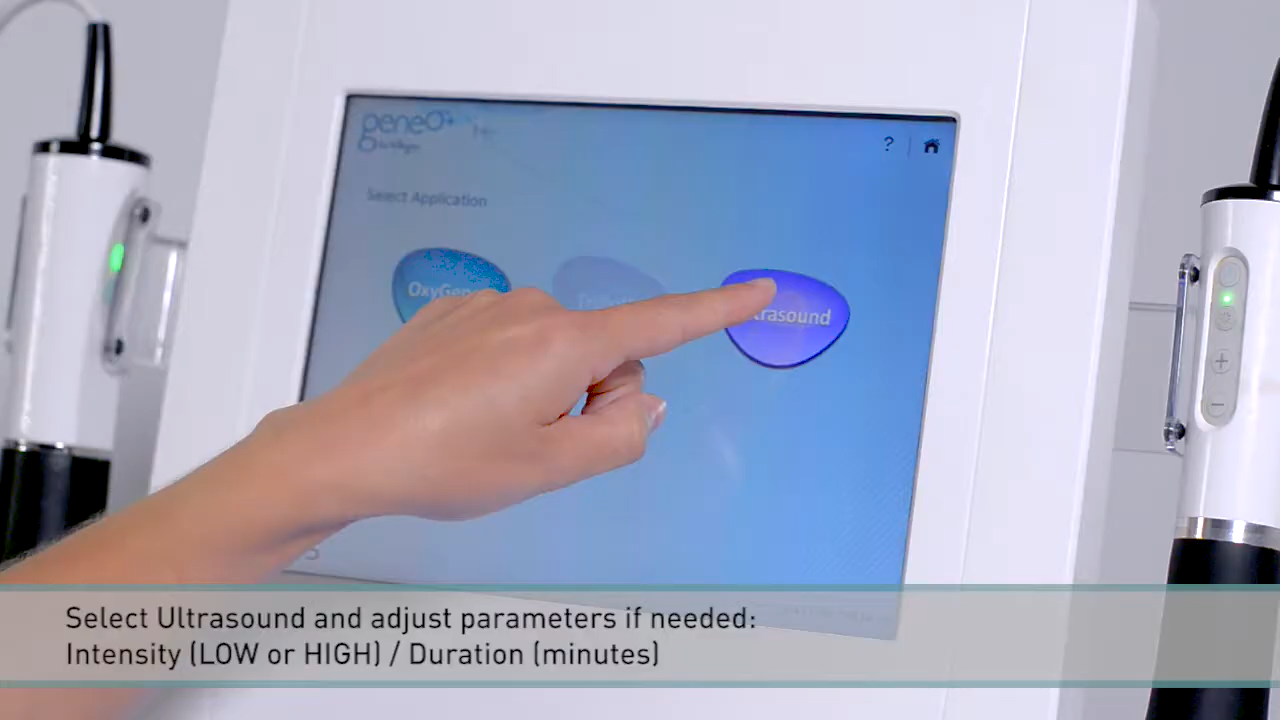 geneO+
?
Select Application
OxyGeneo
Ultrasound
Select Ultrasound and adjust parameters if needed:
Intensity (LOW or HIGH) / Duration (minutes)